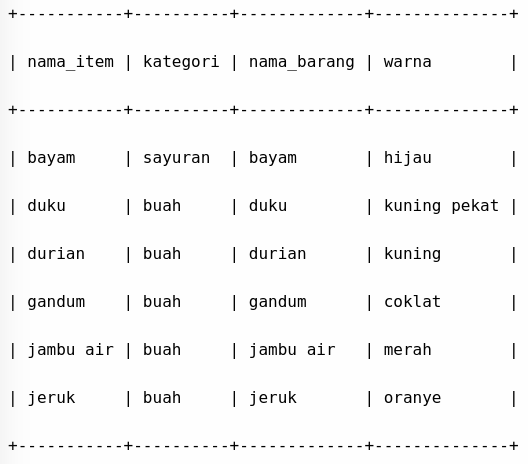 +-----------+----------+-------------+--------------+
| nama_item | kategori | nama_barang | warna        |
+-----------+----------+-------------+--------------+
| bayam     | sayuran  | bayam       | hijau        |
| duku      | buah     | duku        | kuning pekat |
| durian    | buah     | durian      | kuning       |
| gandum    | buah     | gandum      | coklat       |
| jambu air | buah     | jambu air   | merah        |
| jeruk     | buah     | jeruk       | oranye       |
+-----------+----------+-------------+--------------+